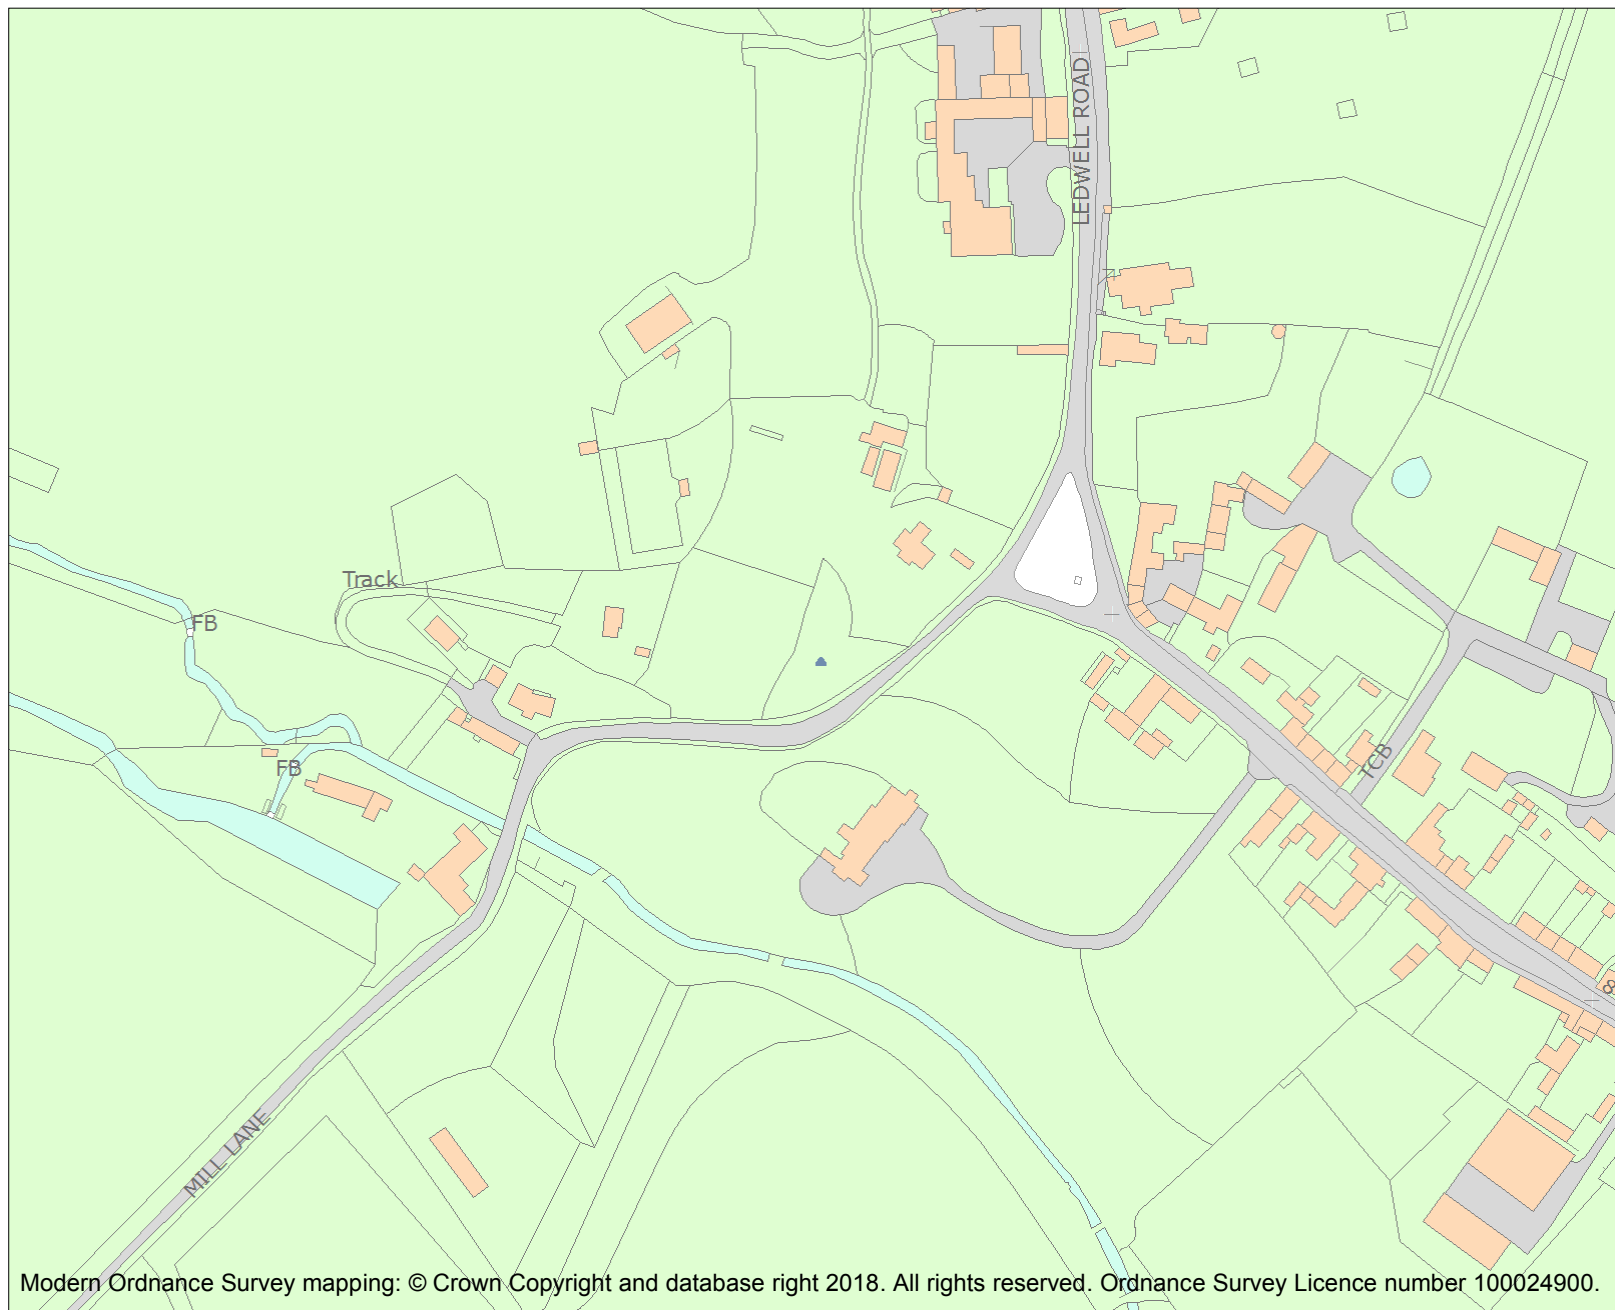 LEDWELL ROAD
Track
FB
TCB
FB
8
MILL LANE
Modern Ordnance Survey mapping: © Crown Copyright and database right 2018. All rights reserved. Ordnance Survey Licence number 100024900.